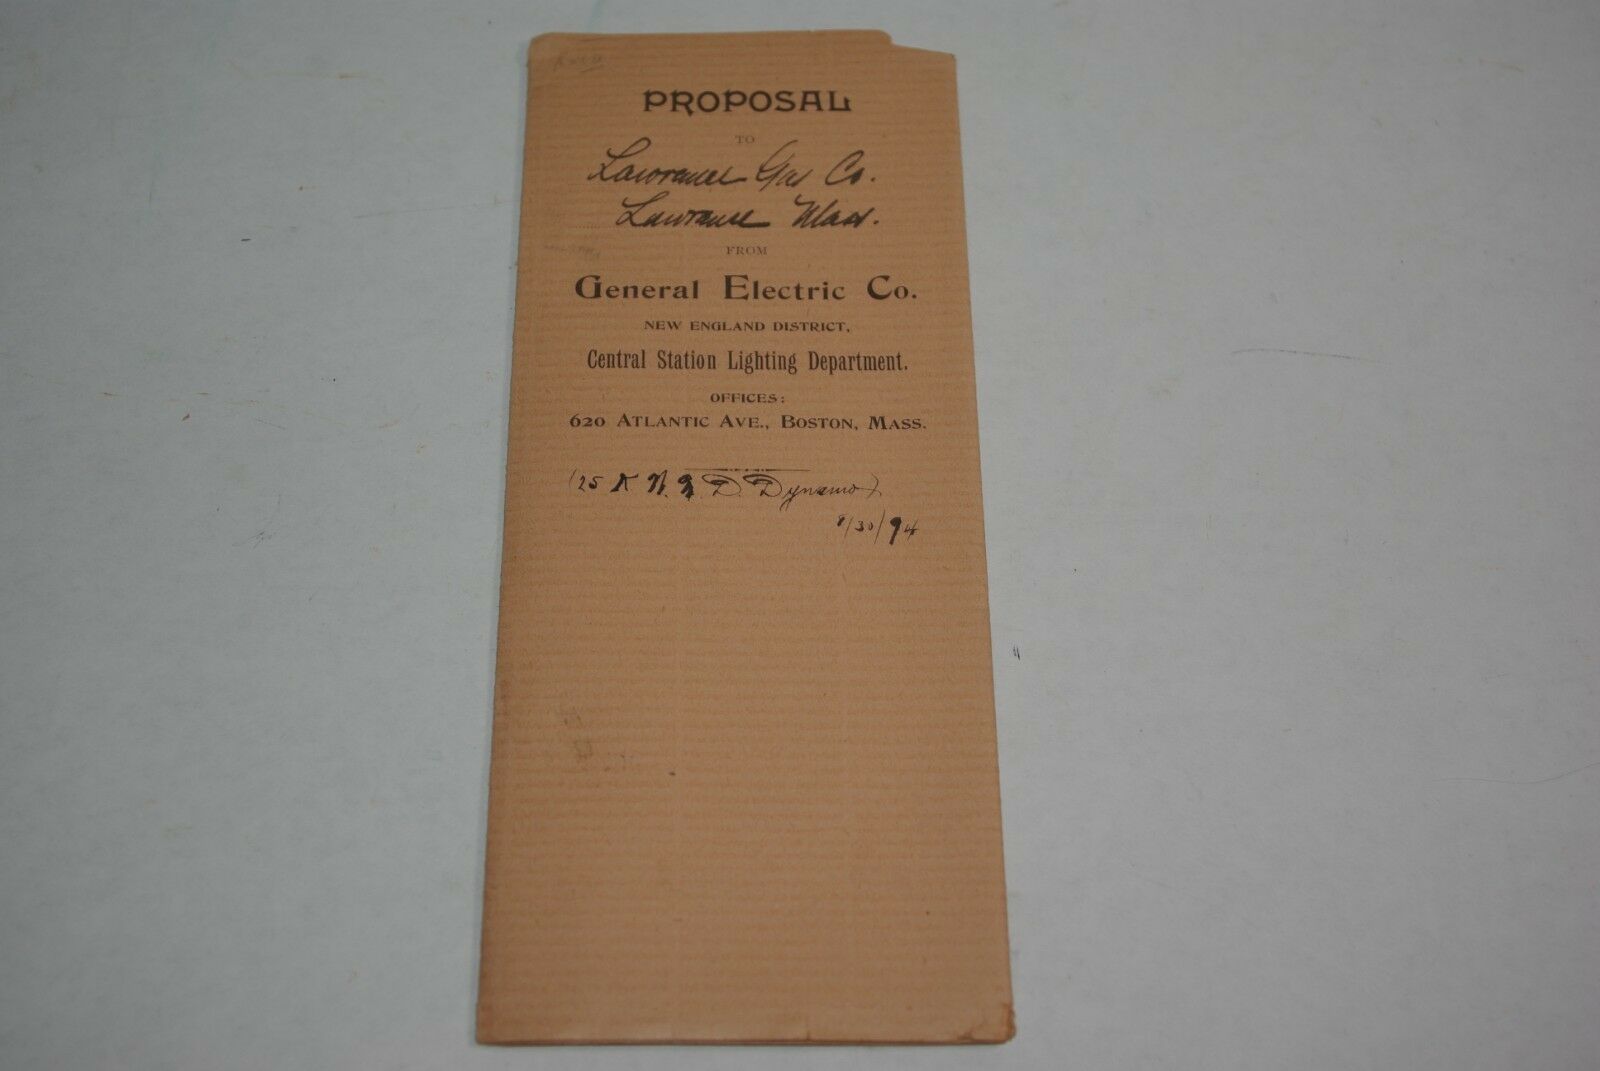 PROPOSAL
TO
Lawrence Gas Co.
Lawrence Mass.
FROM
General Electric Co.
NEW ENGLAND DISTRICT,
Central Station Lighting Department.
OFFICES:
620 ATLANTIC AVE., BOSTON, MASS.
(25 K W. D. Dynamo)
/30/94